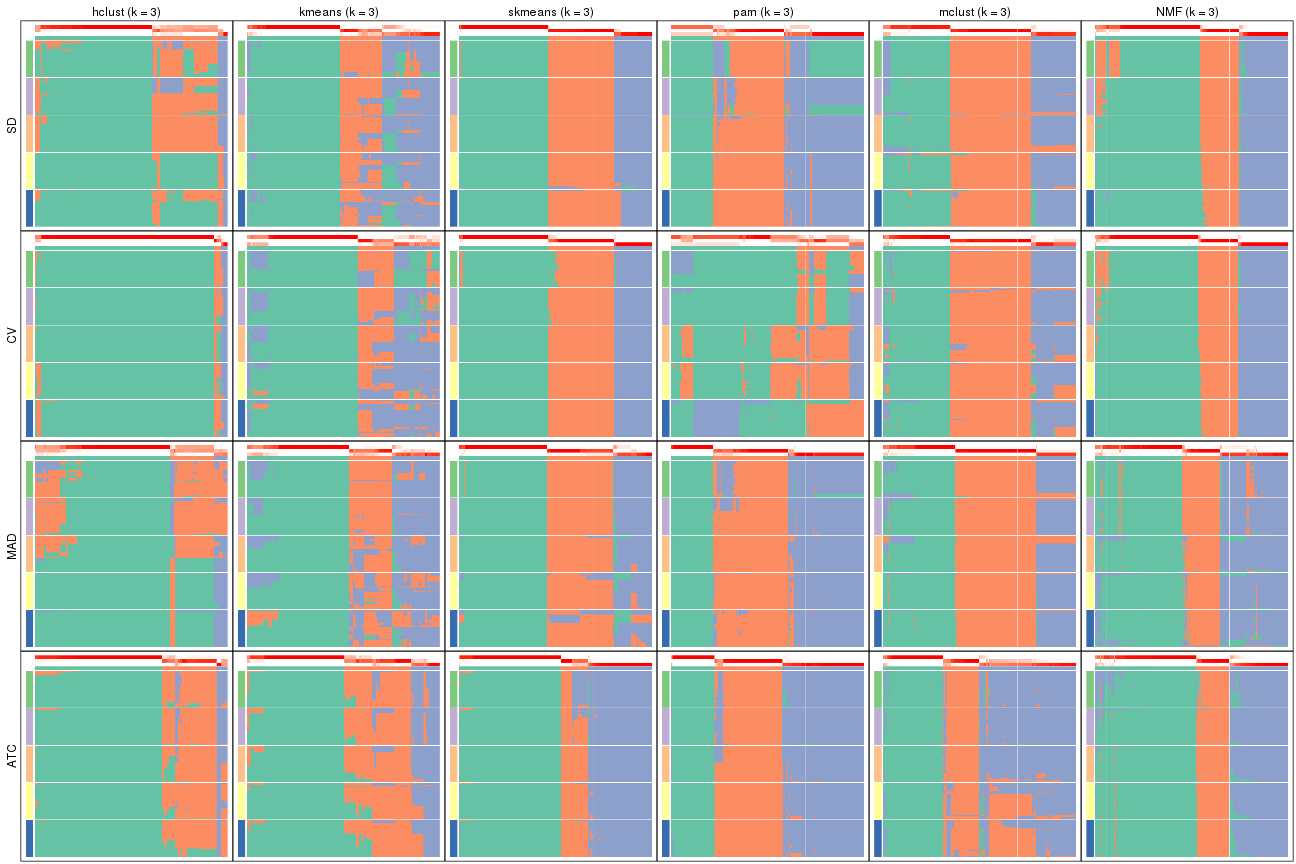 hclust (k = 3) kmeans (k = 3) skmeans (k = 3) pam (k = 3) mclust (k = 3) NMF (k = 3)
SD
CV
MAD
ATC